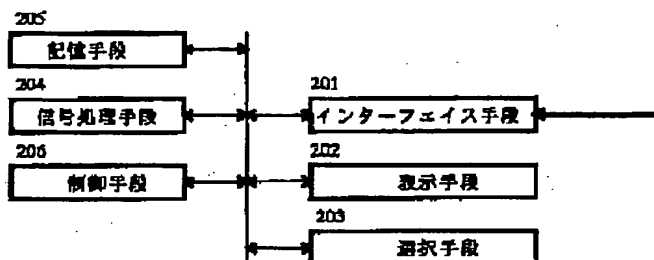 205
記憶手段
204
201
信号処理手段
インターフェイス手段
206
202
制御手段
表示手段
203
選択手段